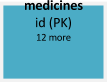 medicines
id (PK)
12 more